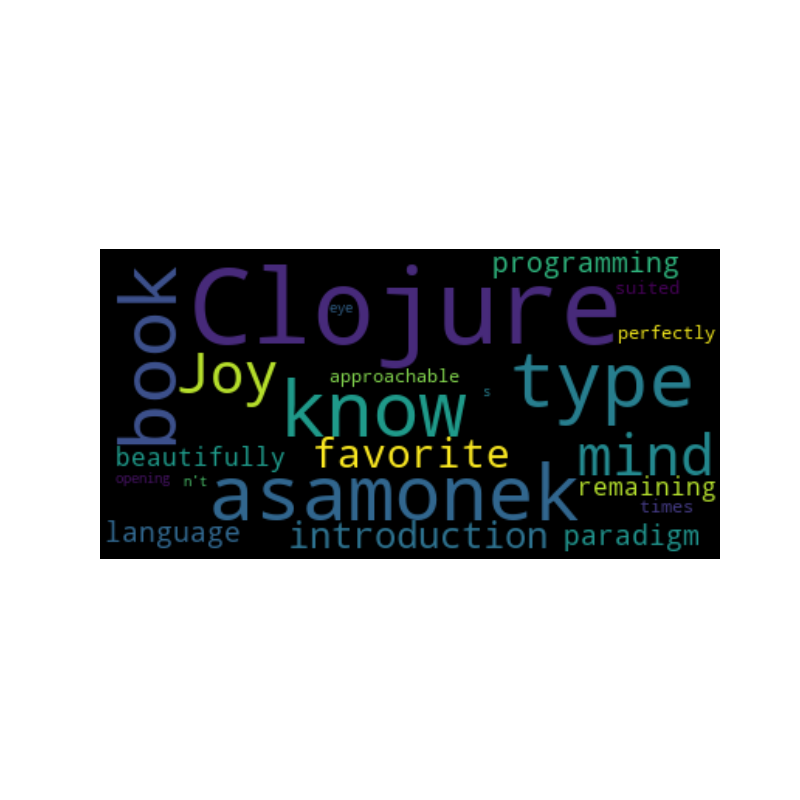 programming
Clojure
suited
eye
book
perfectly
Joy
type
approachable
know
s
favorite
mind
beautifully
asamonek
opening
n't
remaining
times
language
introduction
paradigm